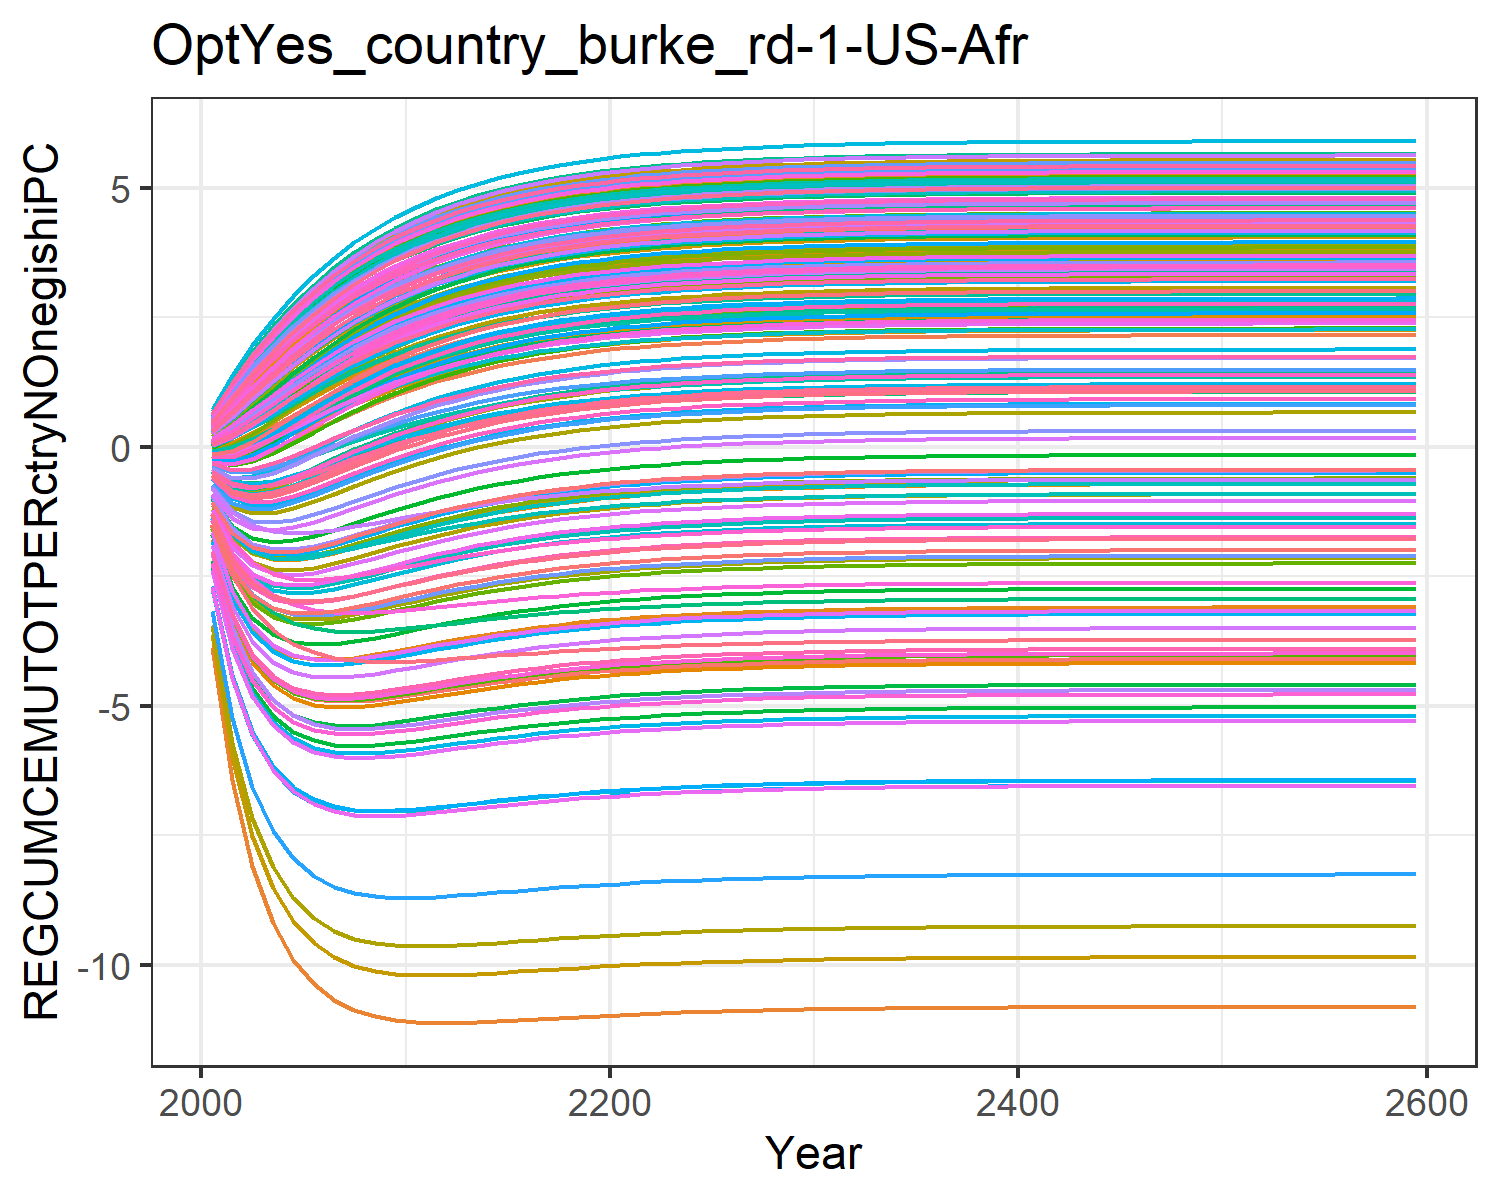 OptYes_country_burke_rd-1-US-Afr
REGCUMCEMUTOTPERctryNOnegishiPC
5
0
-5
-10
2000
2200
2400
2600
Year